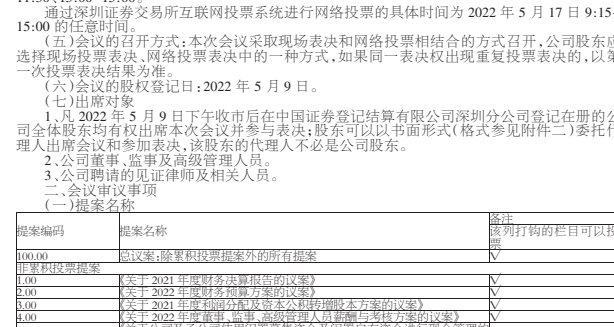 通过深圳证券交易所互联网投票系统进行网络投票的具体时间为 2022 年 5 月 17 日 9:15-
15:00 的任意时间。
(五)会议的召开方式:本次会议采取现场表决和网络投票相结合的方式召开,公司股东应
选择现场投票表决、网络投票表决中的一种方式,如果同一表决权出现重复投票表决的,以第
一次投票表决结果为准。
(六)会议的股权登记日:2022 年 5 月 9 日。
(七)出席对象
1、凡 2022 年 5 月 9 日下午收市后在中国证券登记结算有限公司深圳分公司登记在册的公
司全体股东均有权出席本次会议并参与表决;股东可以以书面形式(格式参见附件二)委托代
理人出席会议和参加表决,该股东的代理人不必是公司股东。
2、公司董事、监事及高级管理人员。
3、公司聘请的见证律师及相关人员。
二、会议审议事项
(一)提案名称
备注
提案编码 提案名称 该列打钩的栏目可以投
票
100.00 总议案:除累积投票提案外的所有提案 √
非累积投票提案
1.00 《关于 2021 年度财务决算报告的议案》 √
2.00 《关于 2022 年度财务预算方案的议案》 √
3.00 《关于 2021 年度利润分配及资本公积转增股本方案的议案》 √
4.00 《关于 2022 年度董事、监事、高级管理人员薪酬与考核方案的议案》 √